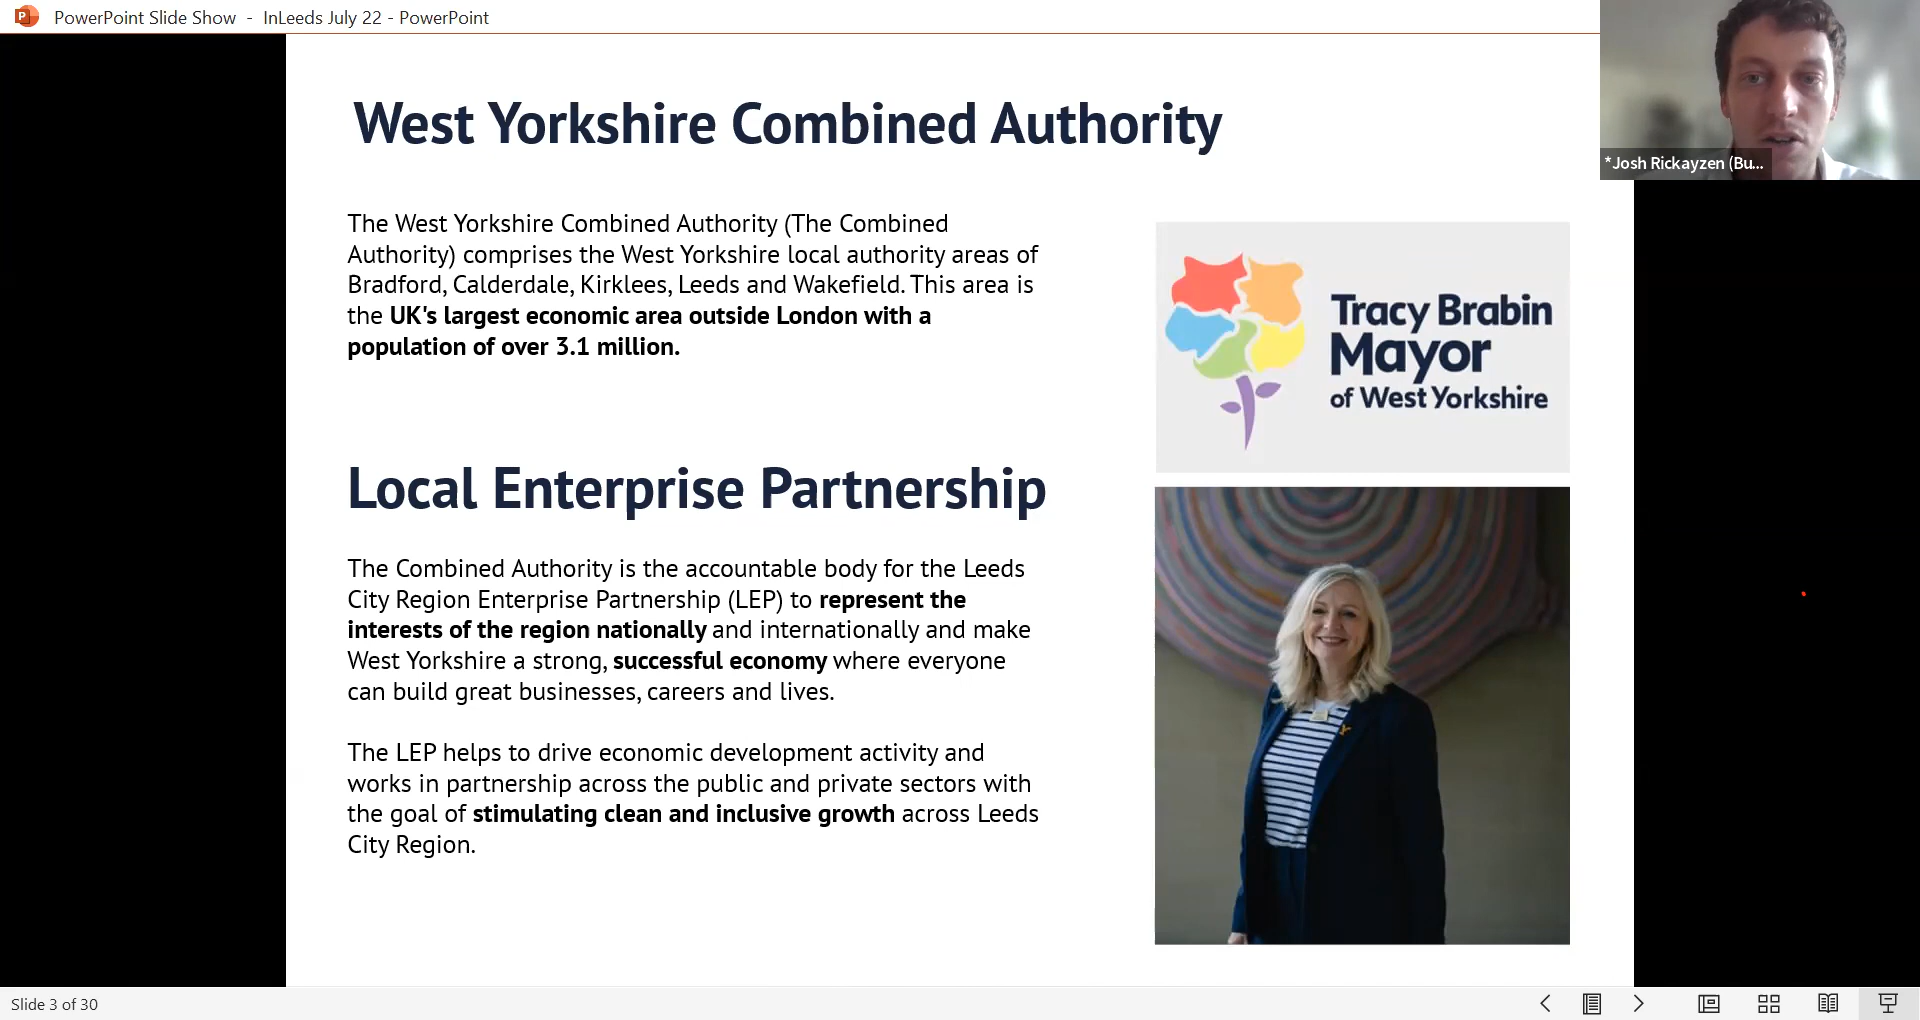 PowerPoint Slide Show - InLeeds July 22 - PowerPoint
West Yorkshire Combined Authority
The West Yorkshire Combined Authority (The Combined
Authority) comprises the West Yorkshire local authority areas of
Bradford, Calderdale, Kirklees, Leeds and Wakefield. This area is
the UK's largest economic area outside London with a
population of over 3.1 million.
Local Enterprise Partnership
The Combined Authority is the accountable body for the Leeds
City Region Enterprise Partnership (LEP) to represent the
interests of the region nationally and internationally and make
West Yorkshire a strong, successful economy where everyone
can build great businesses, careers and lives.
The LEP helps to drive economic development activity and
works in partnership across the public and private sectors with
the goal of stimulating clean and inclusive growth across Leeds
City Region.
Tracy Brabin
Mayor
of West Yorkshire
*Josh Rickayzen (Bu...
Slide 3 of 30